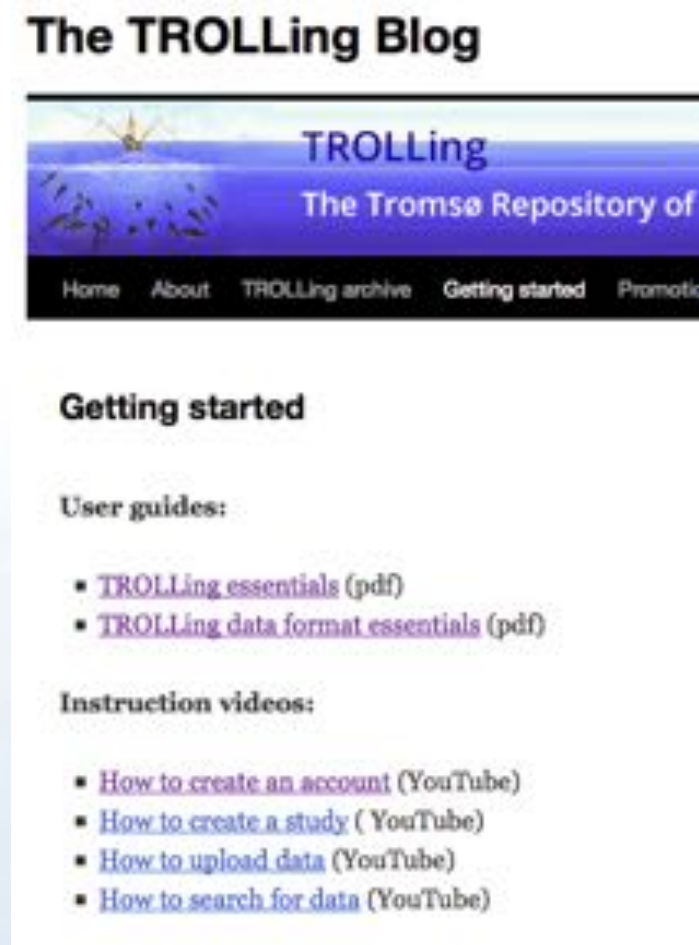 The TROLLing Blog
TROLLing
The Tromsø Repository of
Home About TROLLing archive Getting started
Getting started
User guides:
▪ TROLLing essentials (pdf)
▪ TROLLing data format essentials (pdf)
Instruction videos:
▪ How to create an account (YouTube)
▪ How to create a study ( YouTube)
▪ How to upload data (YouTube)
▪ How to search for data (YouTube)